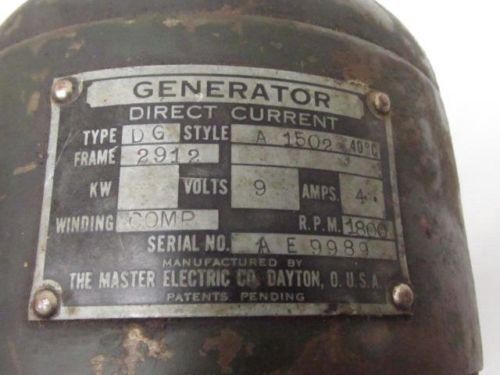 GENERATOR
DIRECT CURRENT
TYPE DG STYLE A 1502 40°C
FRAME 2912
KW VOLTS 9 AMPS. 4
WINDING COMP R.P.M. 1800
SERIAL NO. A E 9989
MANUFACTURED BY
THE MASTER ELECTRIC CO. DAYTON, O. U.S.A.
PATENTS PENDING